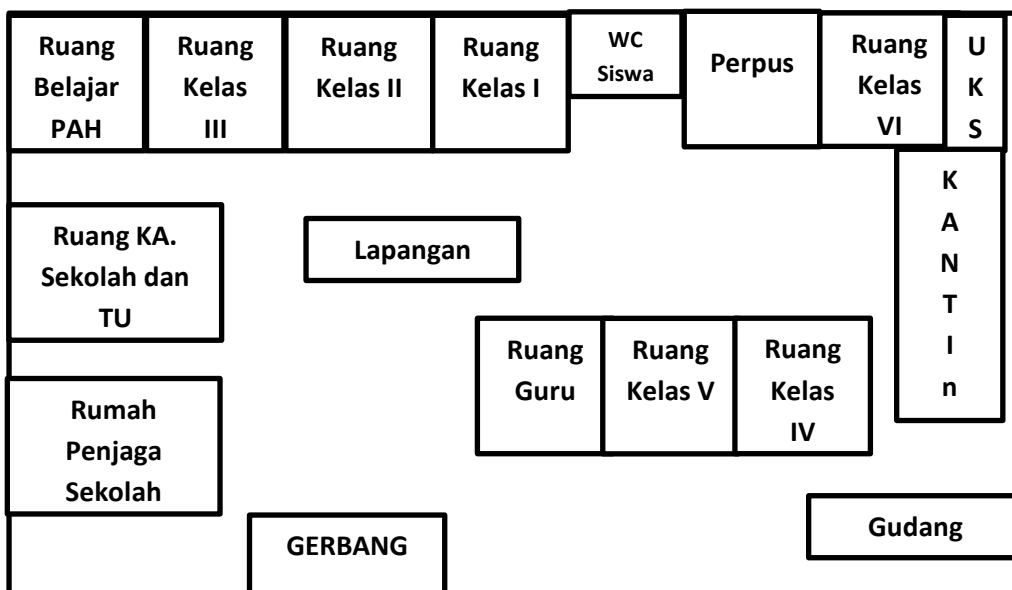 Ruang
Belajar
PAH
Ruang
Kelas
III
Ruang
Kelas II
Ruang
Kelas I
WC
Siswa
Perpus
Ruang
Kelas
VI
U
K
S
K
A
N
T
I
n
Ruang KA.
Sekolah dan
TU
Lapangan
Ruang
Guru
Ruang
Kelas V
Ruang
Kelas
IV
Rumah
Penjaga
Sekolah
GERBANG
Gudang